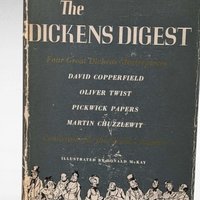 The
DICKENS DIGEST
Four Great Dickens Masterpieces
DAVID COPPERFIELD
OLIVER TWIST
PICKWICK PAPERS
MARTIN CHUZZLEWIT
ILLUSTRATED BY DONALD McKAY